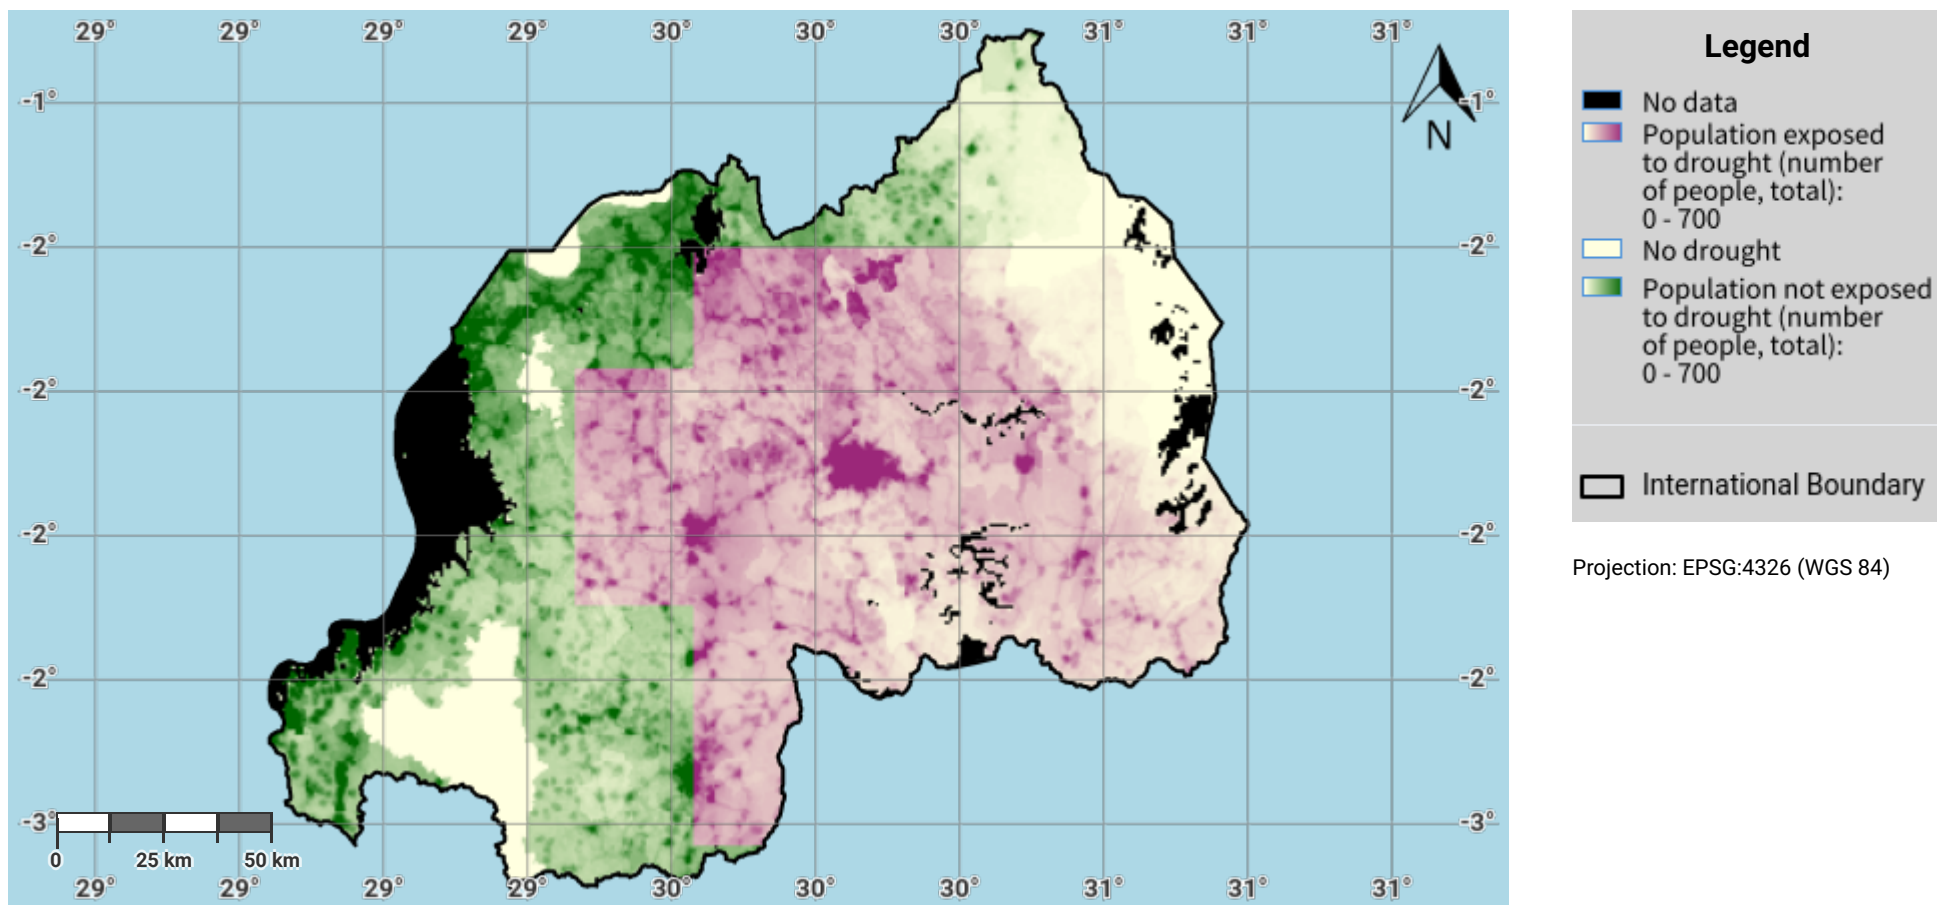 29° 29° 29° 29° 30° 30° 30° 31° 31° 31°
-1° -1°
N
-2° -2°
-2° -2°
-2° -2°
-2° -2°
-3° -3°
0 25 km 50 km
29° 29° 29° 29° 30° 30° 30° 31° 31° 31°
Legend
No data
Population exposed
to drought (number
of people, total):
0 - 700
No drought
Population not exposed
to drought (number
of people, total):
0 - 700
International Boundary
Projection: EPSG:4326 (WGS 84)